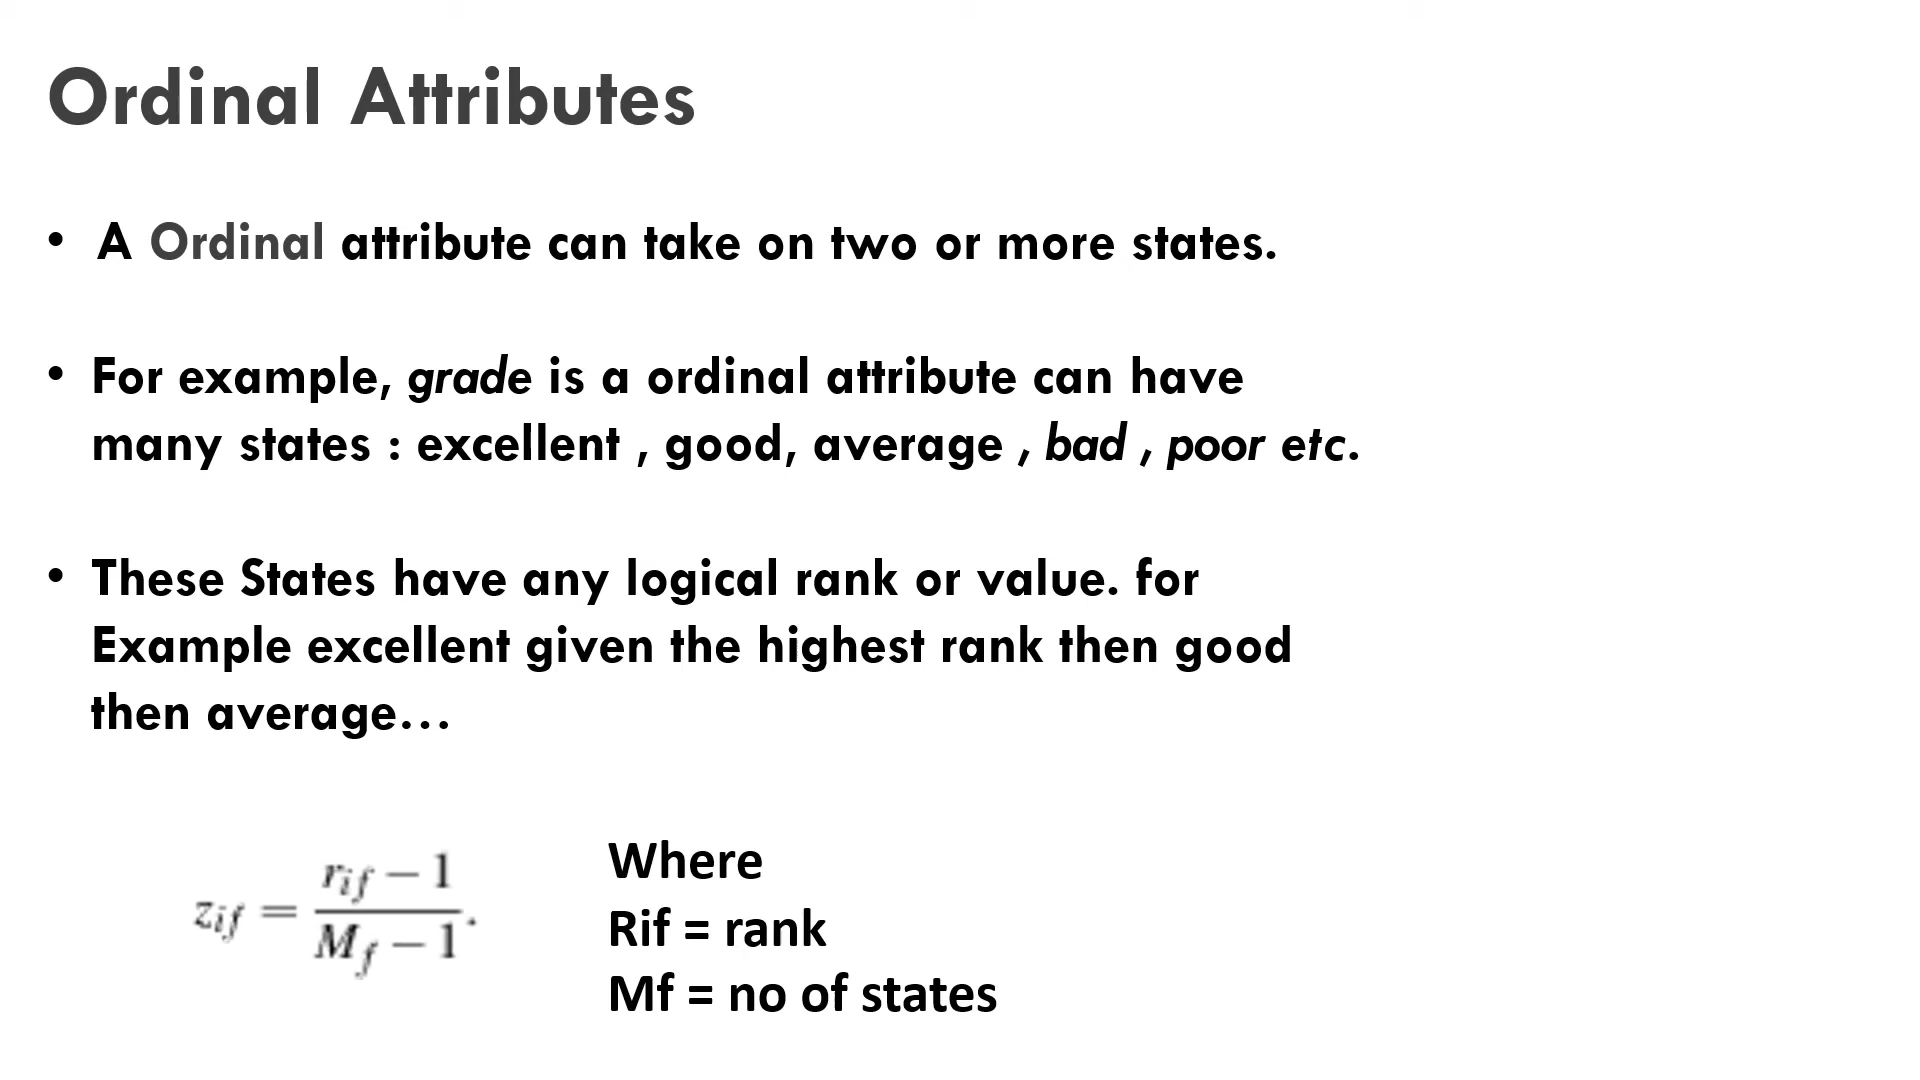 Ordinal Attributes
• A Ordinal attribute can take on two or more states.
• For example, grade is a ordinal attribute can have
many states : excellent , good, average , bad , poor etc.
• These States have any logical rank or value. for
Example excellent given the highest rank then good
then average…
z_if = (r_if − 1) / (M_f − 1).
Where
Rif = rank
Mf = no of states